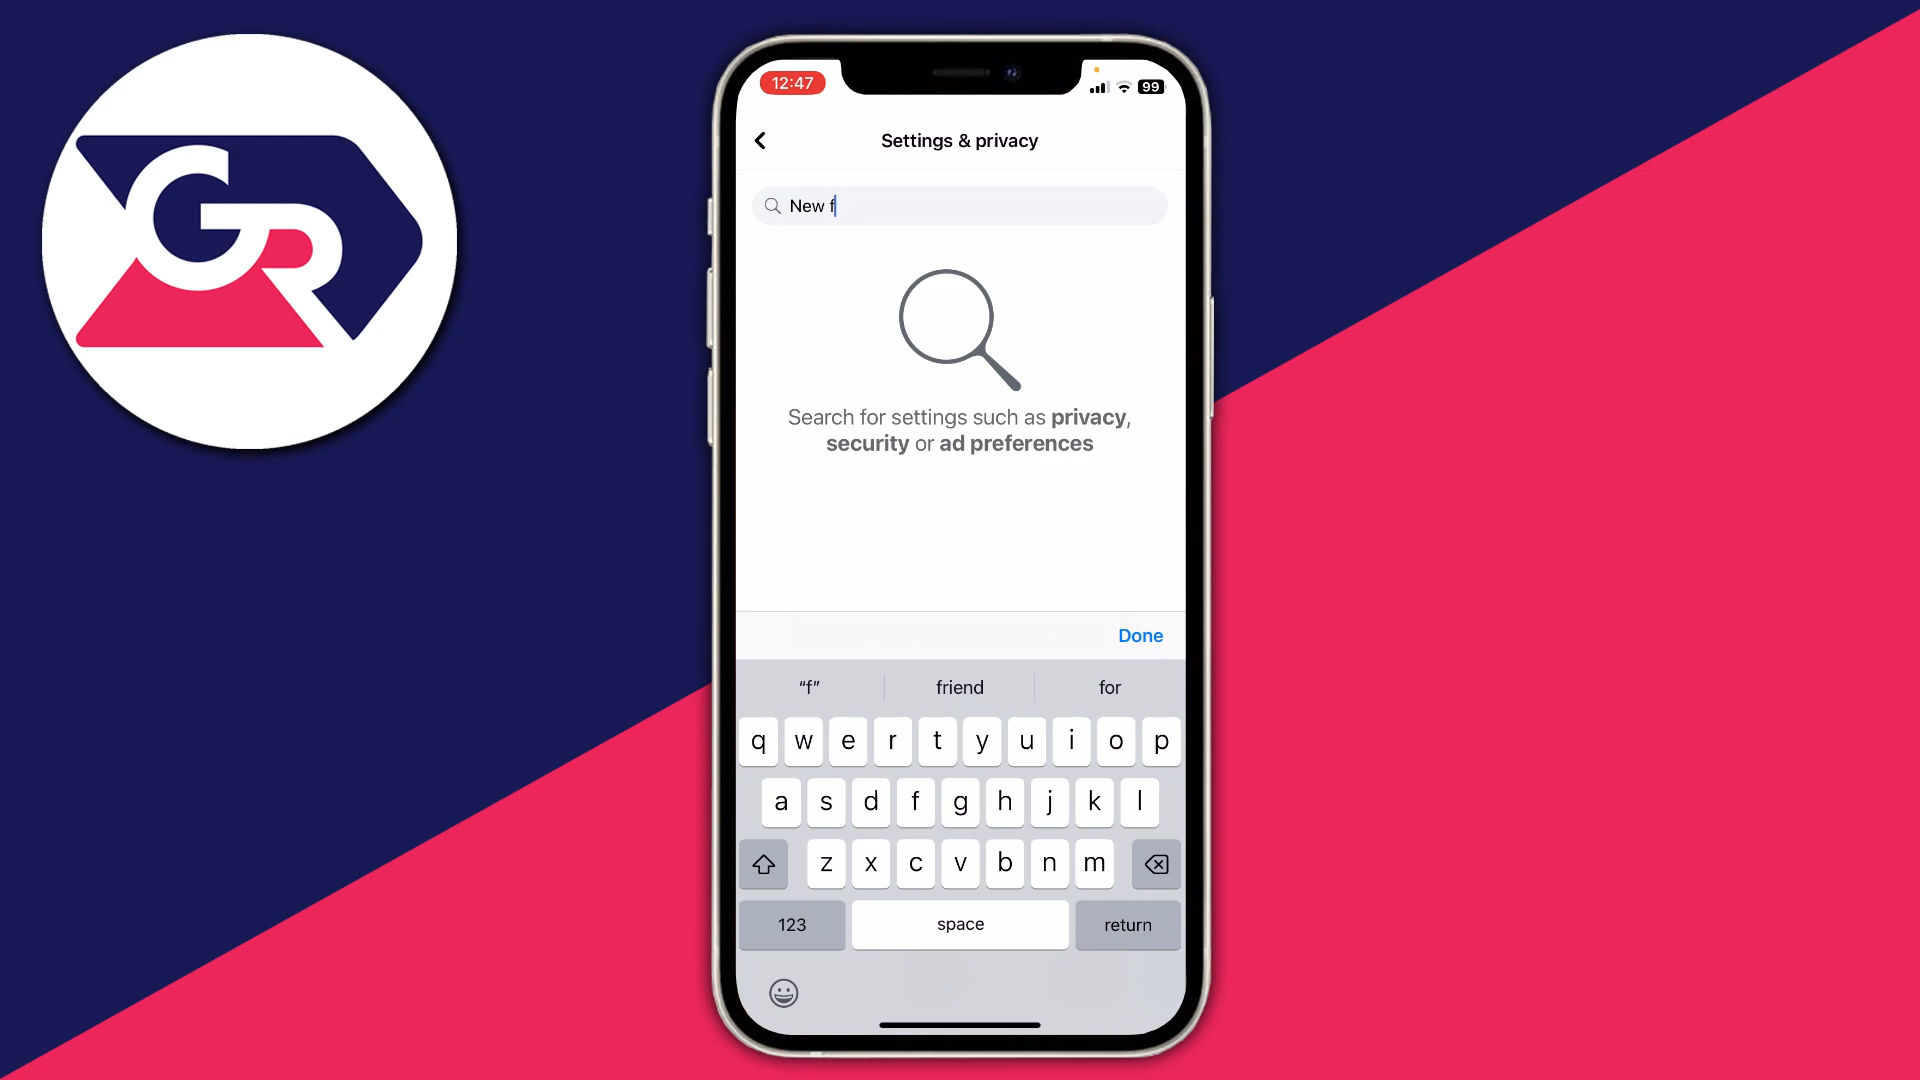 GR
12:47
99
Settings & privacy
New f
Search for settings such as privacy,
security or ad preferences
Done
“f” friend for
q w e r t y u i o p
a s d f g h j k l
z x c v b n m
123 space return